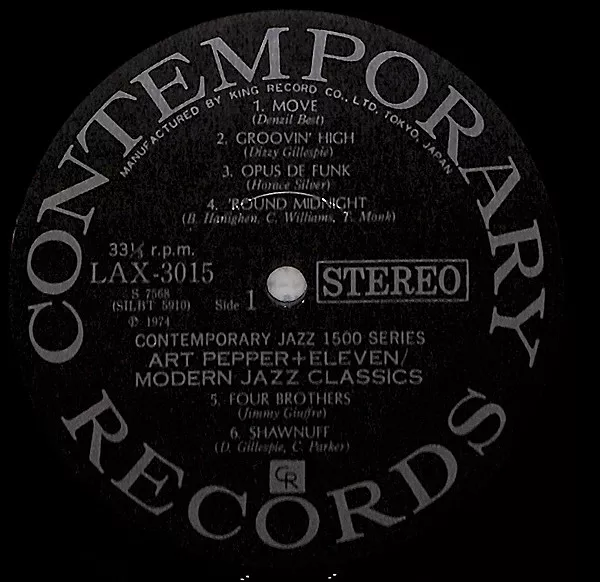 CONTEMPORARY
MANUFACTURED BY KING RECORD CO., LTD. TOKYO, JAPAN
1. MOVE
(Denzil Best)
2. GROOVIN' HIGH
(Dizzy Gillespie)
3. OPUS DE FUNK
(Horace Silver)
4. 'ROUND MIDNIGHT
(B. Hanighen, C. Williams, T. Monk)
33⅓ r.p.m.
LAX-3015
S 7568
(SILBT 5910)
Ⓟ 1974
Side 1
STEREO
CONTEMPORARY JAZZ 1500 SERIES
ART PEPPER+ELEVEN/
MODERN JAZZ CLASSICS
5. FOUR BROTHERS
(Jimmy Giuffre)
6. SHAWNUFF
(D. Gillespie, C. Parker)
CR
RECORDS